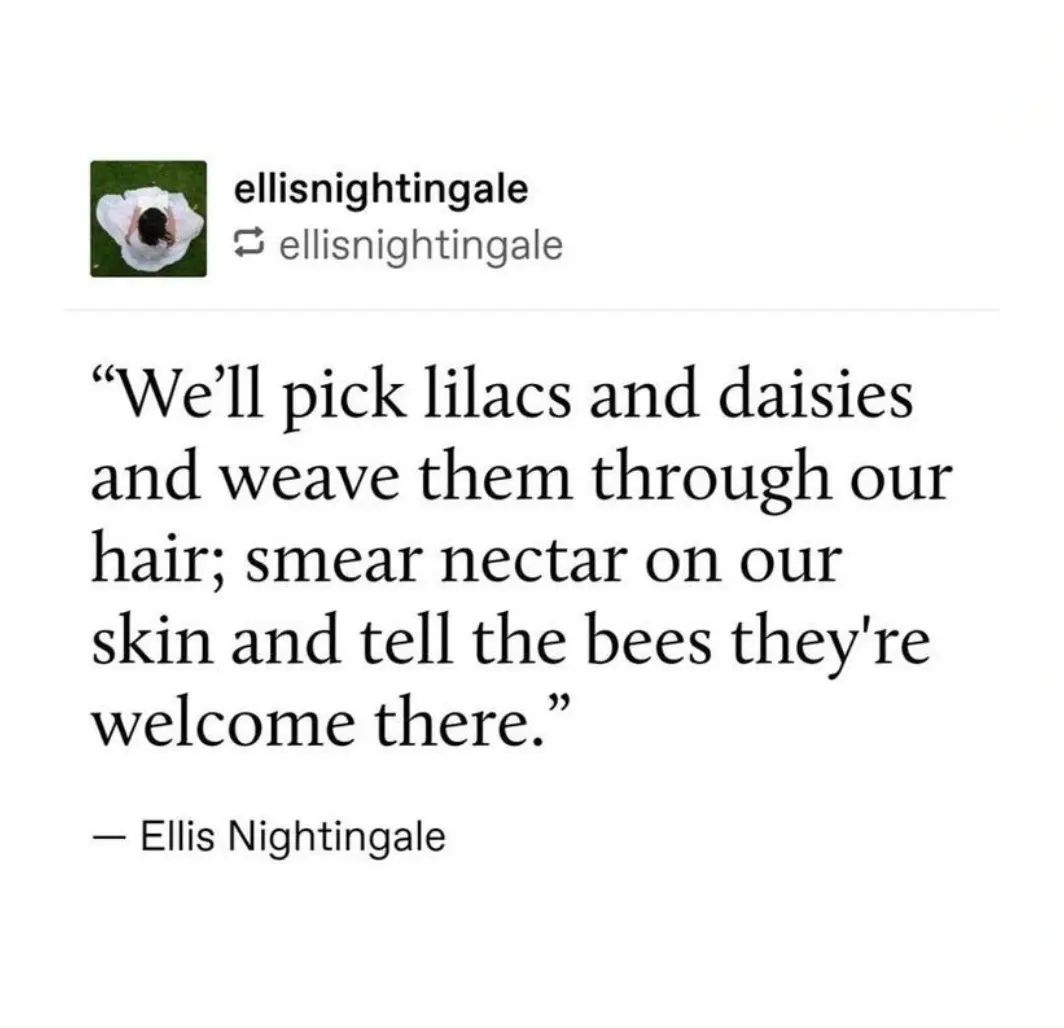 ellisnightingale
ellisnightingale
“We’ll pick lilacs and daisies
and weave them through our
hair; smear nectar on our
skin and tell the bees they're
welcome there.”
— Ellis Nightingale